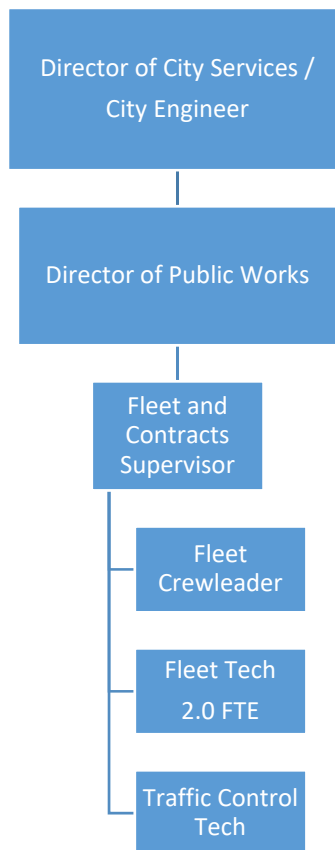 Director of City Services /
City Engineer
Director of Public Works
Fleet and
Contracts
Supervisor
Fleet
Crewleader
Fleet Tech
2.0 FTE
Traffic Control
Tech